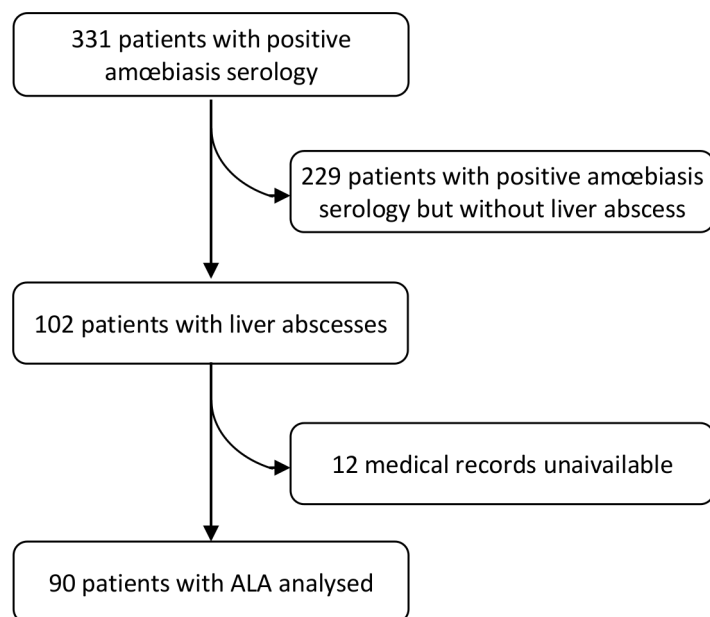 331 patients with positive
amœbiasis serology
229 patients with positive amœbiasis
serology but without liver abscess
102 patients with liver abscesses
12 medical records unaivailable
90 patients with ALA analysed